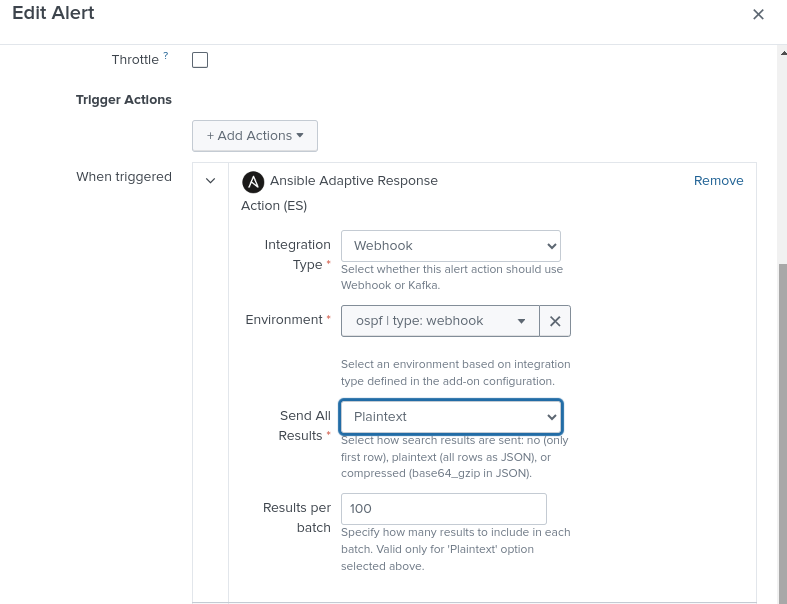 Edit Alert ×
Throttle ?
Trigger Actions
+ Add Actions
When triggered
Ansible Adaptive Response
Action (ES)
Remove
Integration
Type *
Webhook
Select whether this alert action should use
Webhook or Kafka.
Environment *
ospf | type: webhook
Select an environment based on integration
type defined in the add-on configuration.
Send All
Results *
Plaintext
Select how search results are sent: no (only
first row), plaintext (all rows as JSON), or
compressed (base64_gzip in JSON).
Results per
batch
100
Specify how many results to include in each
batch. Valid only for 'Plaintext' option
selected above.